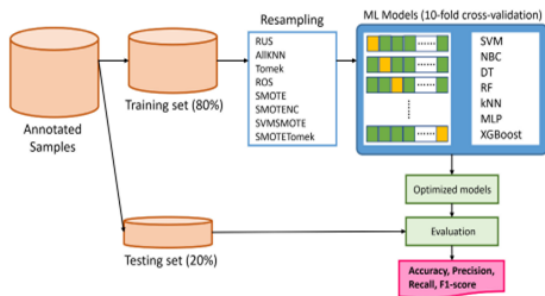 Resampling
ML Models (10-fold cross-validation)
RUS
AllKNN
Tomek
ROS
SMOTE
SMOTENC
SVMSMOTE
SMOTETomek
SVM
NBC
DT
RF
kNN
MLP
XGBoost
Annotated
Samples
Training set (80%)
Optimized models
Evaluation
Testing set (20%)
Accuracy, Precision,
Recall, F1-score